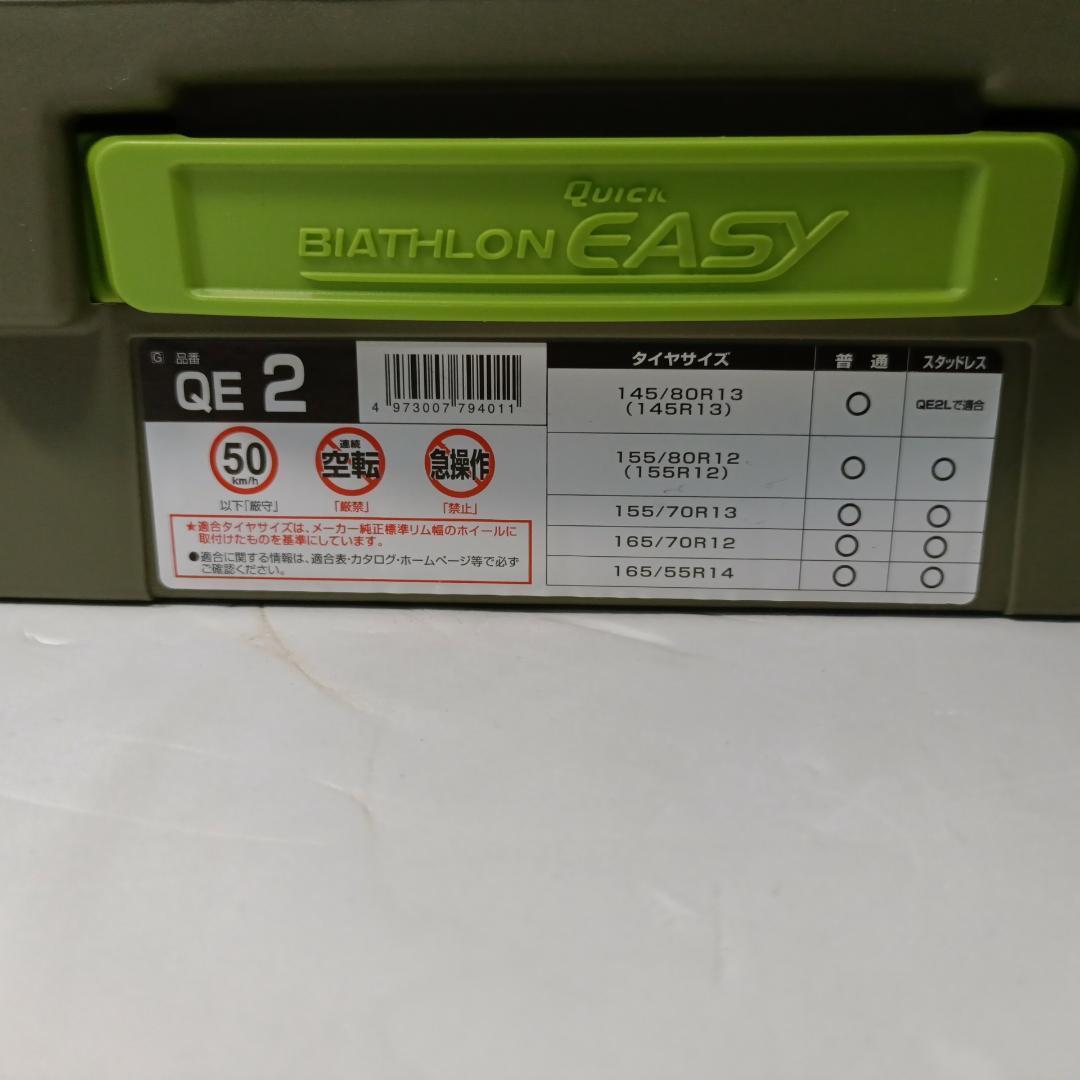 QUICK
BIATHLON EASY
G 品番
QE 2
4 973007 794011
50
km/h
以下「厳守」
連続
空転
「厳禁」
急操作
「禁止」
★適合タイヤサイズは、メーカー純正標準リム幅のホイールに
取付けたものを基準にしています。
●適合に関する情報は、適合表・カタログ・ホームページ等で必ず
ご確認ください。
タイヤサイズ 普通 スタッドレス
145/80R13 ○ QE2Lで適合
(145R13)
155/80R12 ○ ○
(155R12)
155/70R13 ○ ○
165/70R12 ○ ○
165/55R14 ○ ○